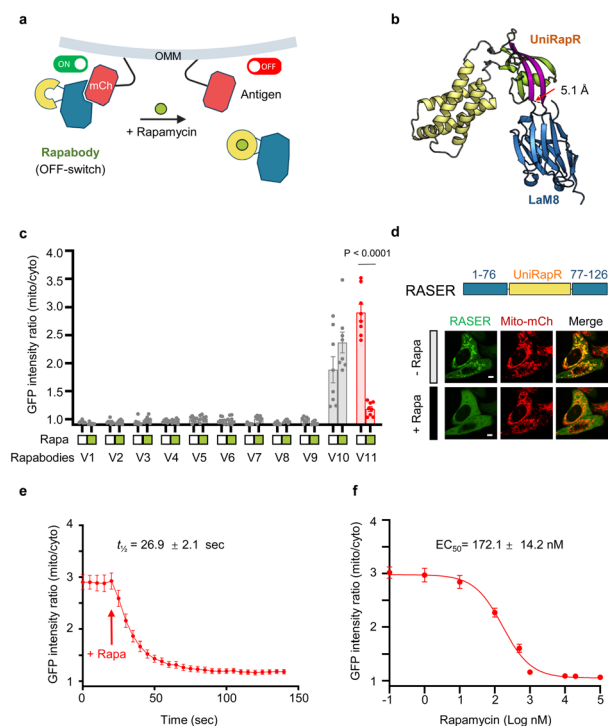 a
OMM
ON
OFF
mCh
Antigen
+ Rapamycin
Rapabody
(OFF-switch)
b
UniRapR
5.1 Å
LaM8
c
P < 0.0001
GFP intensity ratio (mito/cyto)
4.0
3.5
3.0
2.5
2.0
1.5
1.0
Rapa
Rapabodies V1 V2 V3 V4 V5 V6 V7 V8 V9 V10 V11
d
1-76 UniRapR 77-126
RASER
RASER Mito-mCh Merge
- Rapa
+ Rapa
e
t½ = 26.9 ± 2.1 sec
GFP intensity ratio (mito/cyto)
4
3
2
1
+ Rapa
0 50 100 150
Time (sec)
f
EC50= 172.1 ± 14.2 nM
GFP intensity ratio (mito/cyto)
4
3
2
1
-1 0 1 2 3 4 5
Rapamycin (Log nM)